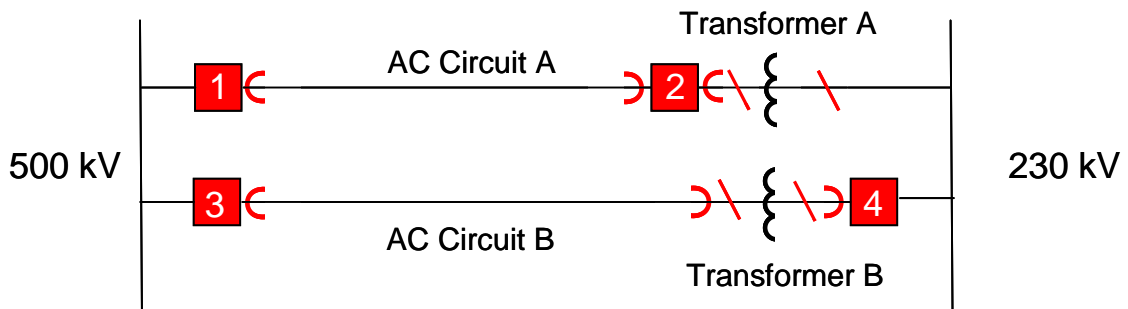 Transformer A
AC Circuit A
1
2
500 kV
230 kV
3
4
AC Circuit B
Transformer B